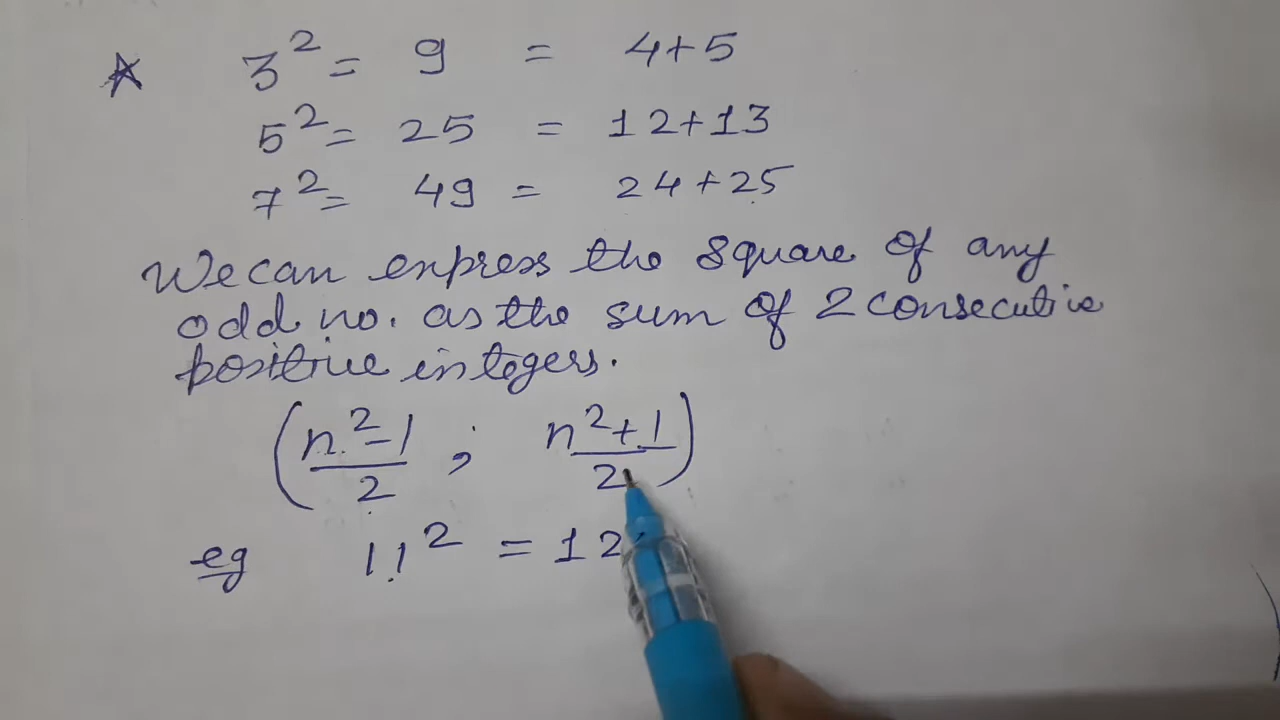 ★ 3² = 9 = 4+5
5² = 25 = 12+13
7² = 49 = 24+25
We can express the square of any
odd no. as the sum of 2 consecutive
positive integers.
(n²-1/2 , n²+1/2)
eg 11² = 12